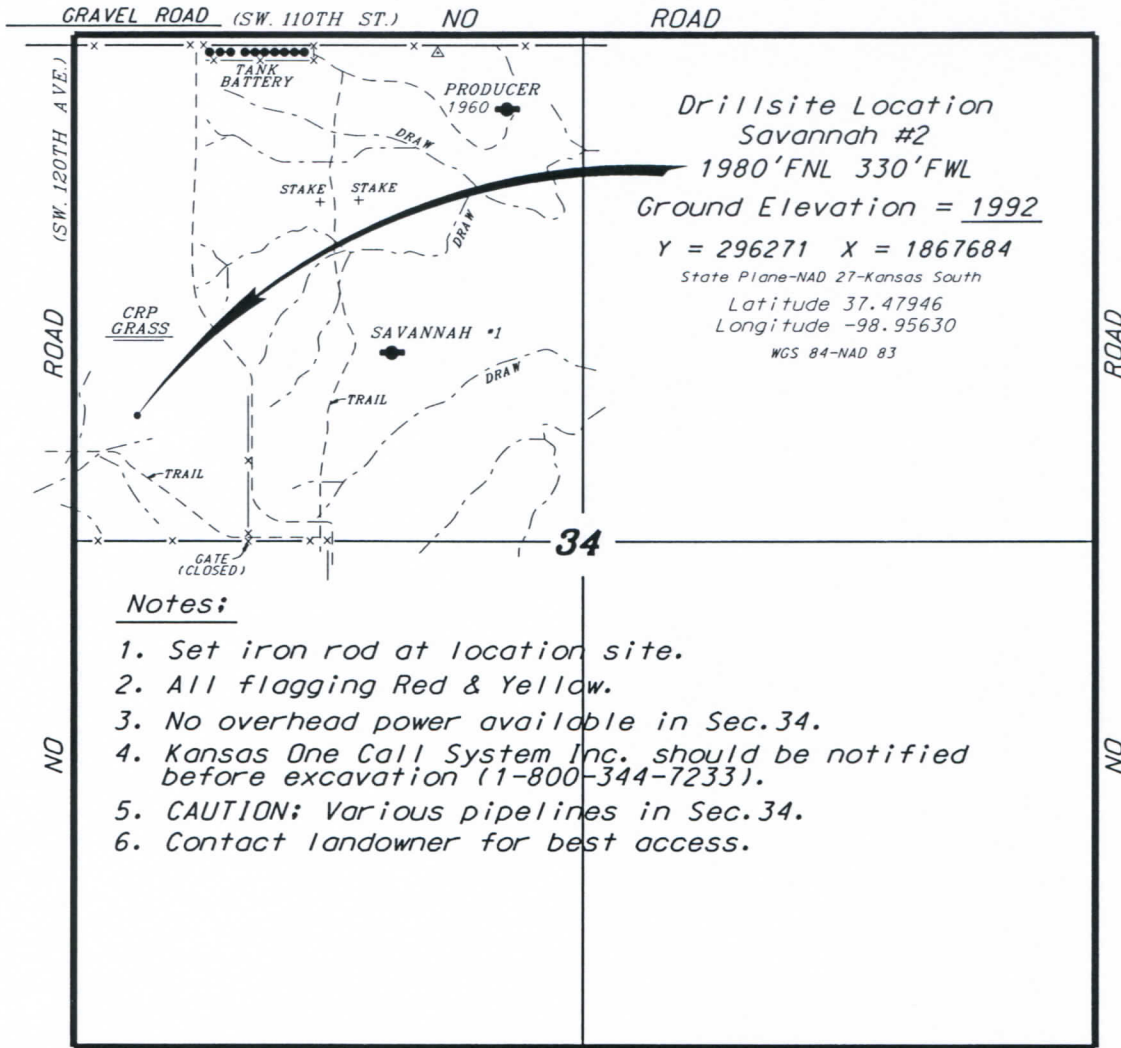 GRAVEL ROAD (SW. 110TH ST.) NO ROAD
(SW. 120TH AVE.)
TANK
BATTERY
PRODUCER
1960
DRAW
STAKE STAKE
DRAW
Drillsite Location
Savannah #2
1980'FNL 330'FWL
Ground Elevation = 1992
Y = 296271 X = 1867684
State Plane-NAD 27-Kansas South
Latitude 37.47946
Longitude -98.95630
WGS 84-NAD 83
CRP
GRASS
SAVANNAH #1
DRAW
TRAIL
TRAIL
ROAD
ROAD
34
GATE
(CLOSED)
Notes:
1. Set iron rod at location site.
2. All flagging Red & Yellow.
3. No overhead power available in Sec.34.
4. Kansas One Call System Inc. should be notified
before excavation (1-800-344-7233).
5. CAUTION: Various pipelines in Sec.34.
6. Contact landowner for best access.
NO
NO